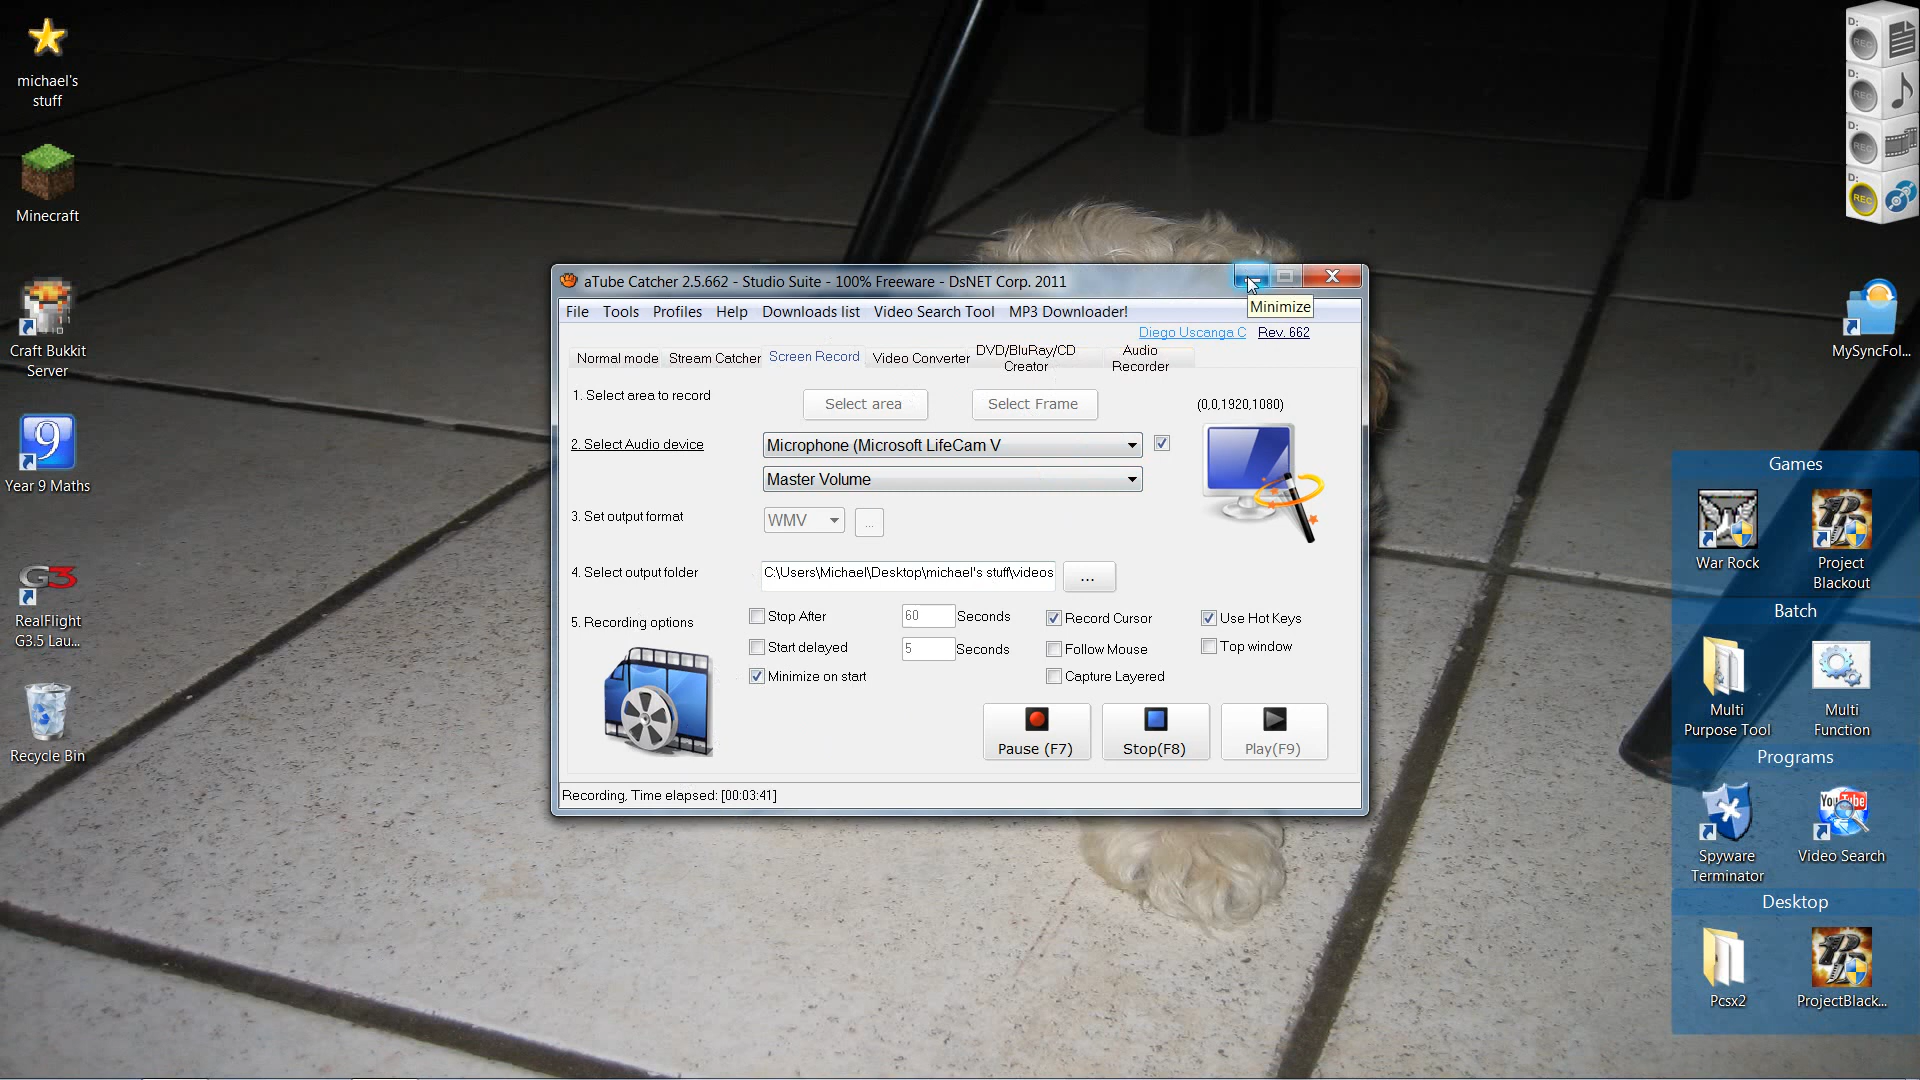 michael's
stuff
Minecraft
Craft Bukkit
Server
9
Year 9 Maths
G3
RealFlight
G3.5 Lau...
Recycle Bin
aTube Catcher 2.5.662 - Studio Suite - 100% Freeware - DsNET Corp. 2011
Minimize
File Tools Profiles Help Downloads list Video Search Tool MP3 Downloader!
Diego Uscanga C Rev. 662
Normal mode Stream Catcher Screen Record Video Converter DVD/BluRay/CD Creator Audio Recorder
1. Select area to record
Select area
Select Frame
(0,0,1920,1080)
2. Select Audio device
Microphone (Microsoft LifeCam V
Master Volume
3. Set output format
WMV
...
4. Select output folder
C:\Users\Michael\Desktop\michael's stuff\videos
...
5. Recording options
Stop After 60 Seconds
Record Cursor
Use Hot Keys
Start delayed 5 Seconds
Follow Mouse
Top window
Minimize on start
Capture Layered
Pause (F7)
Stop(F8)
Play(F9)
Recording, Time elapsed: [00:03:41]
D:
REC
D:
REC
D:
REC
D:
REC
MySyncFol...
Games
War Rock
Project
Blackout
Batch
Multi
Purpose Tool
Multi
Function
Programs
Spyware
Terminator
YouTube
Video Search
Desktop
Pcsx2
ProjectBlack...